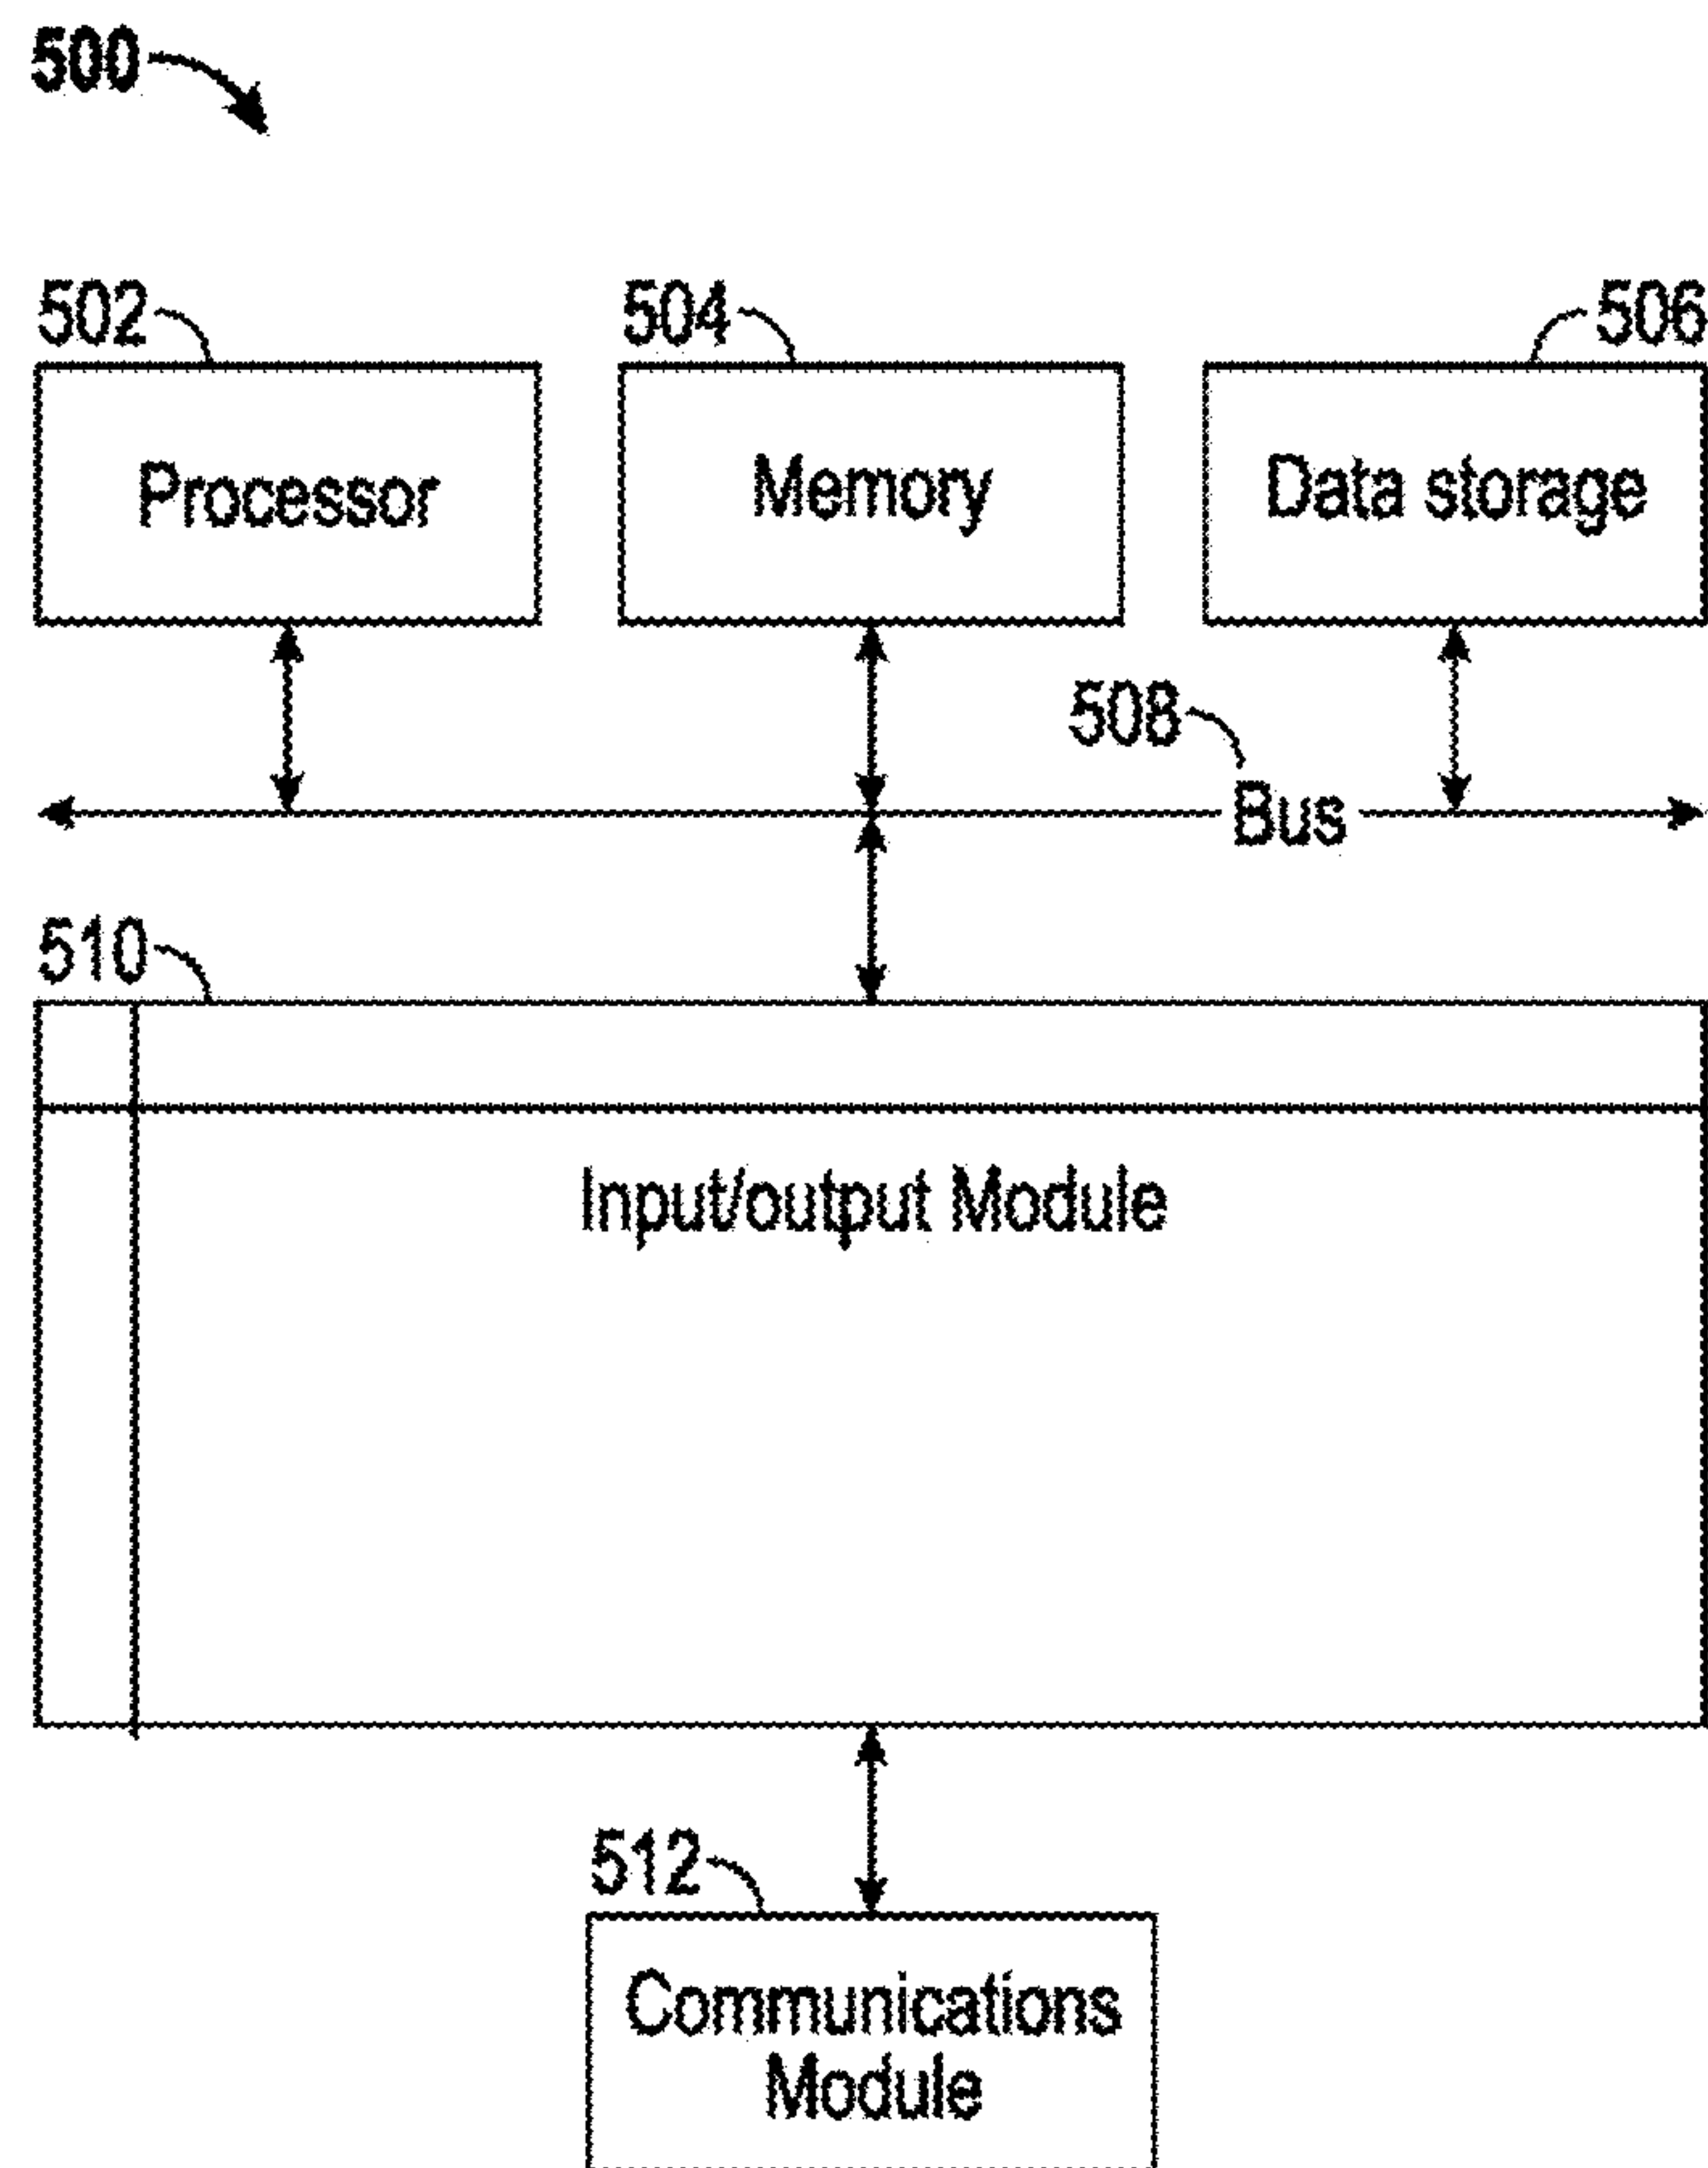 500
502
504
506
Processor
Memory
Data storage
508
Bus
510
Input/output Module
512
Communications
Module